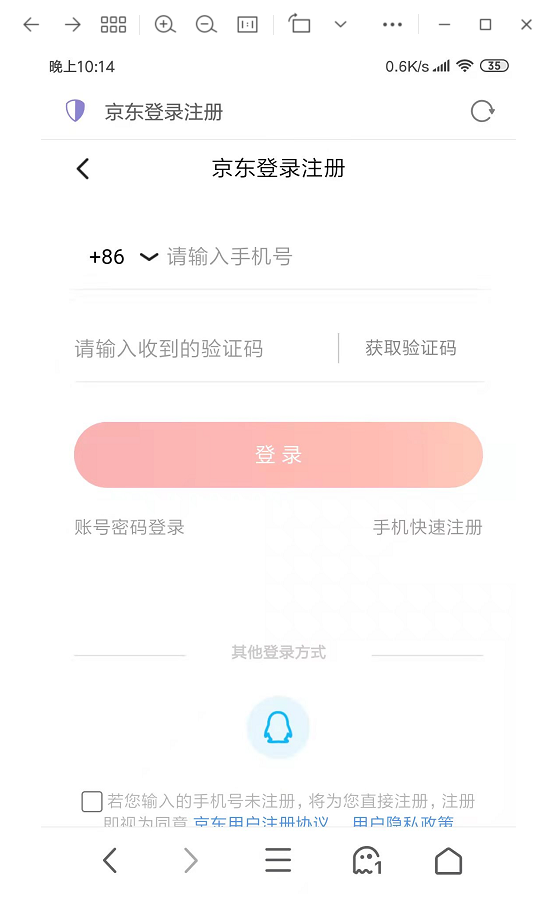 晚上10:14
0.6K/s
35
京东登录注册
京东登录注册
+86 请输入手机号
请输入收到的验证码 获取验证码
登录
账号密码登录 手机快速注册
其他登录方式
若您输入的手机号未注册，将为您直接注册，注册
即视为同意 京东用户注册协议、 用户隐私政策
1